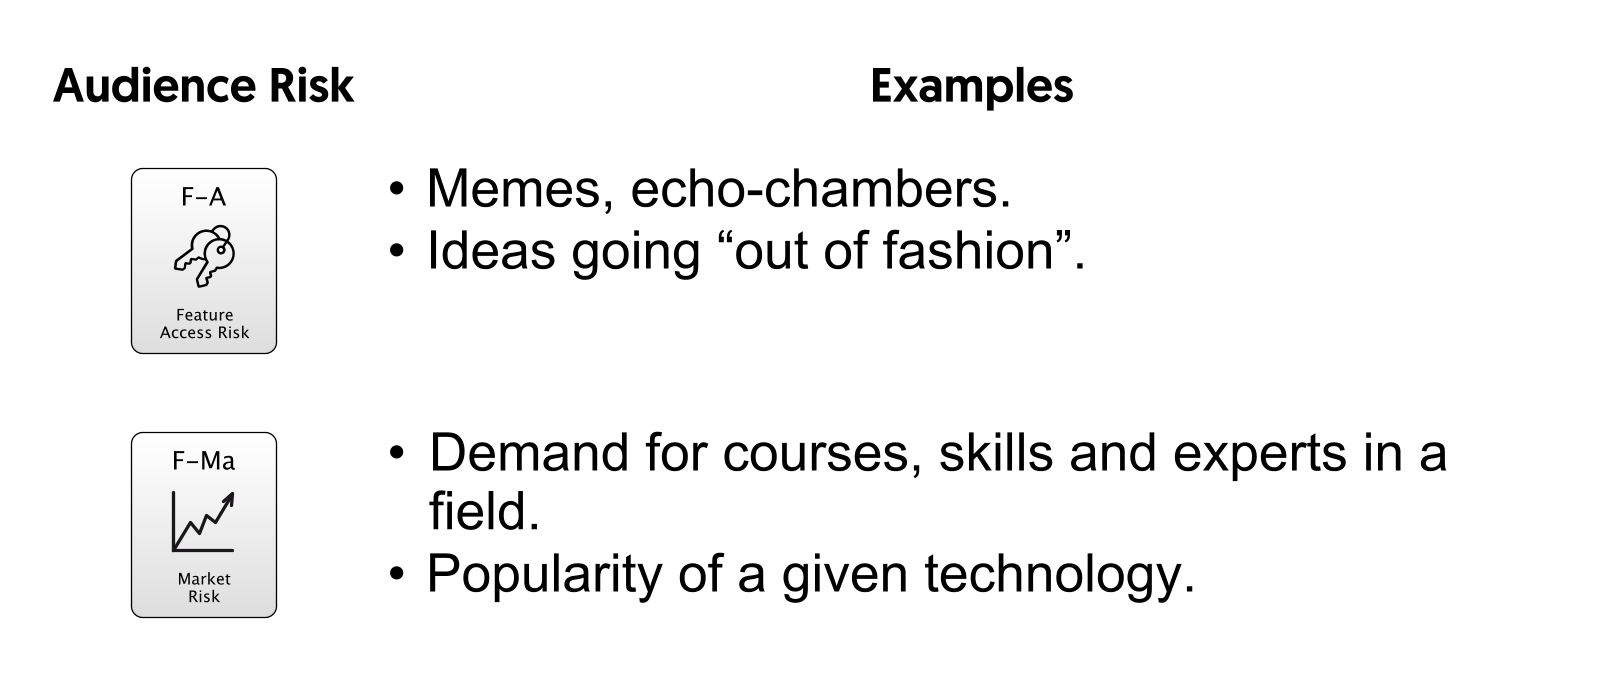 Audience Risk
Examples
F–A
Feature
Access Risk
• Memes, echo-chambers.
• Ideas going “out of fashion”.
F–Ma
Market
Risk
• Demand for courses, skills and experts in a
field.
• Popularity of a given technology.